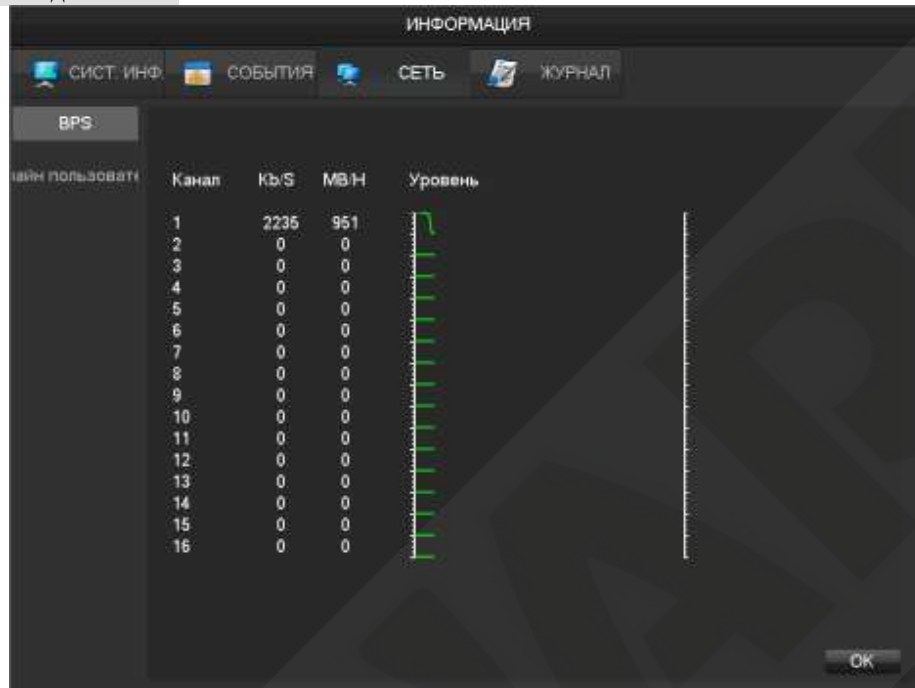 ИНФОРМАЦИЯ
СИСТ. ИНФ. СОБЫТИЯ СЕТЬ ЖУРНАЛ
BPS
Канал Kb/S MB/H Уровень
1 2235 951
2 0 0
3 0 0
4 0 0
5 0 0
6 0 0
7 0 0
8 0 0
9 0 0
10 0 0
11 0 0
12 0 0
13 0 0
14 0 0
15 0 0
16 0 0
OK